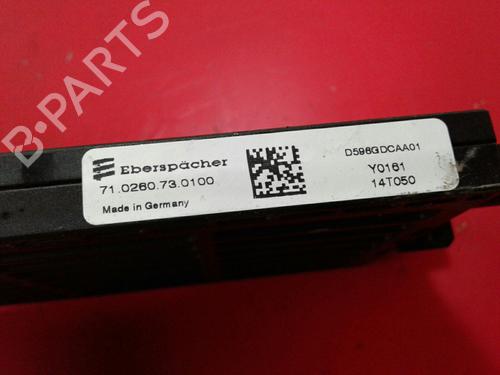 Eberspächer
71.0260.73.0100
Made in Germany
D596GDCAA01
Y0161
14T050
B-PARTS